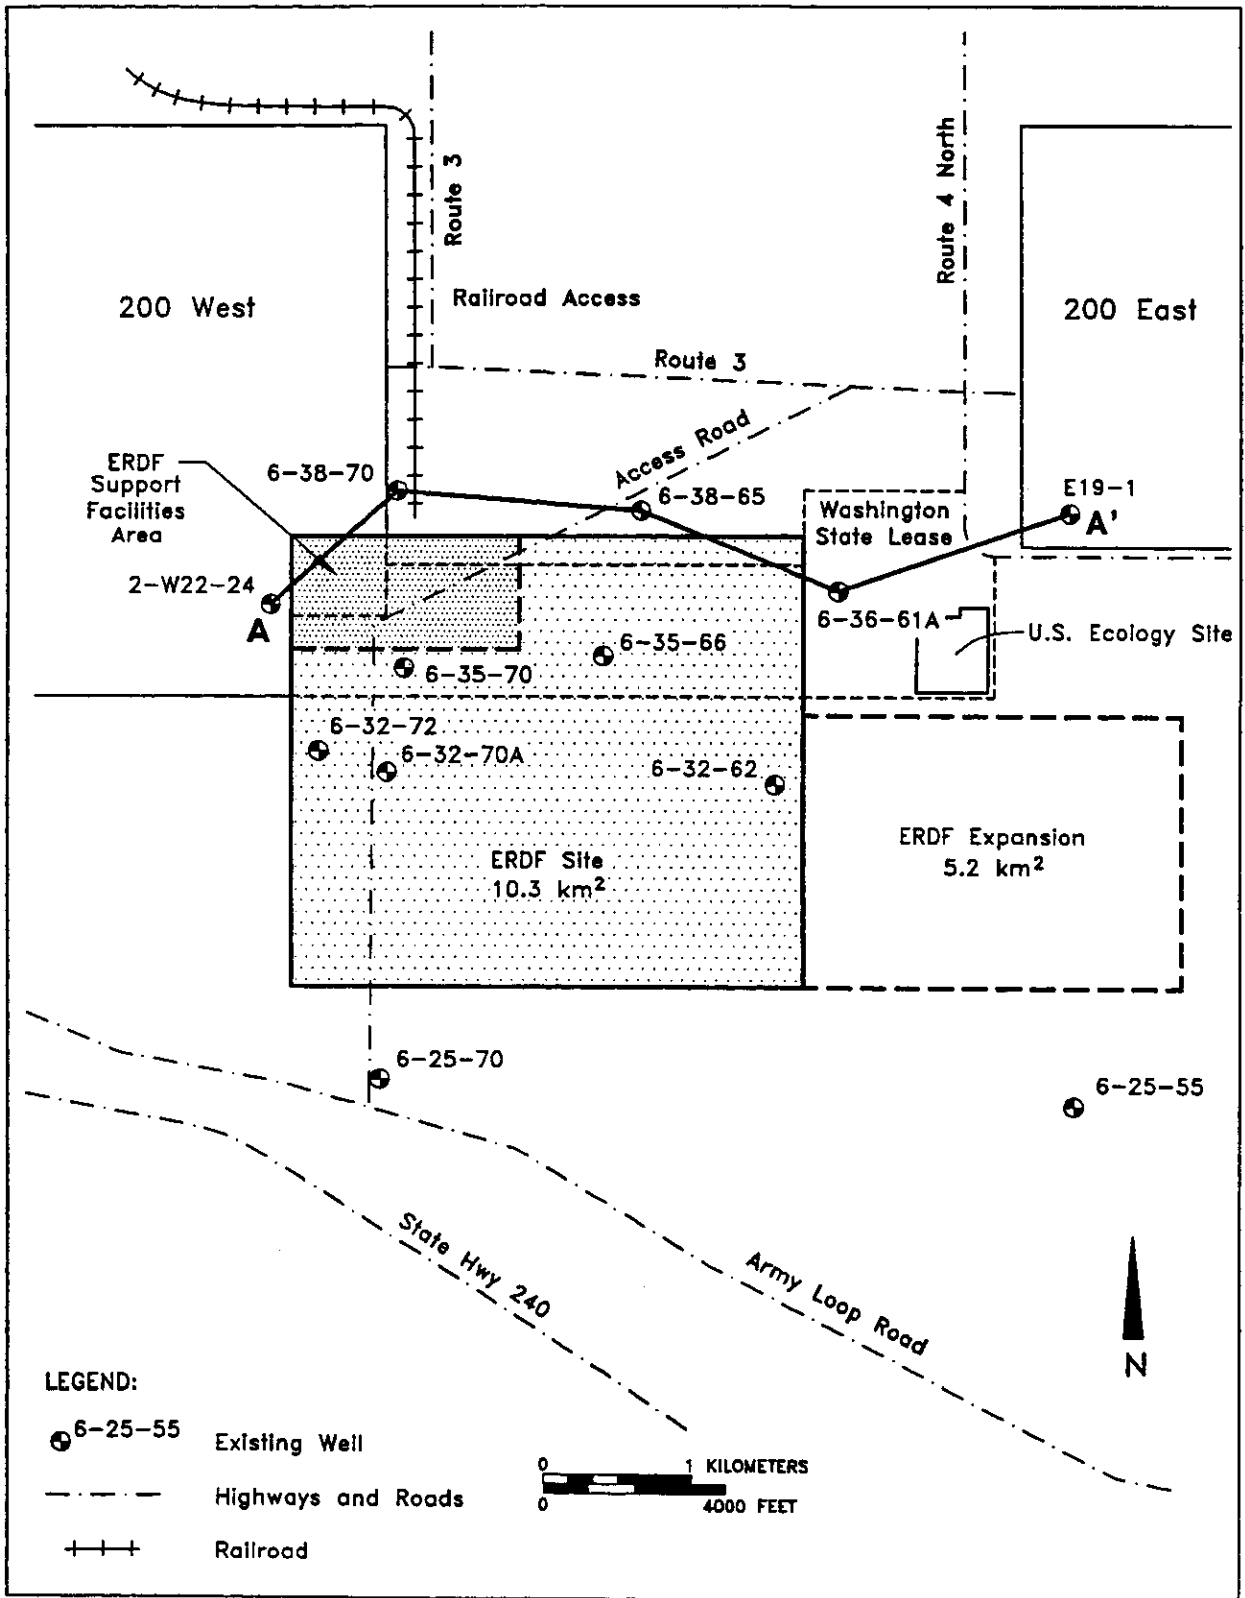 Route 3
Route 4 North
200 West
Railroad Access
200 East
Route 3
Access Road
ERDF
Support
Facilities
Area
6-38-70
6-38-65
E19-1
A'
Washington
State Lease
2-W22-24
A
6-36-61A
U.S. Ecology Site
6-35-66
6-35-70
6-32-72
6-32-70A
6-32-62
ERDF Site
10.3 km²
ERDF Expansion
5.2 km²
6-25-70
6-25-55
State Hwy 240
Army Loop Road
N
LEGEND:
6-25-55 Existing Well
Highways and Roads
Railroad
0 1 KILOMETERS
0 4000 FEET